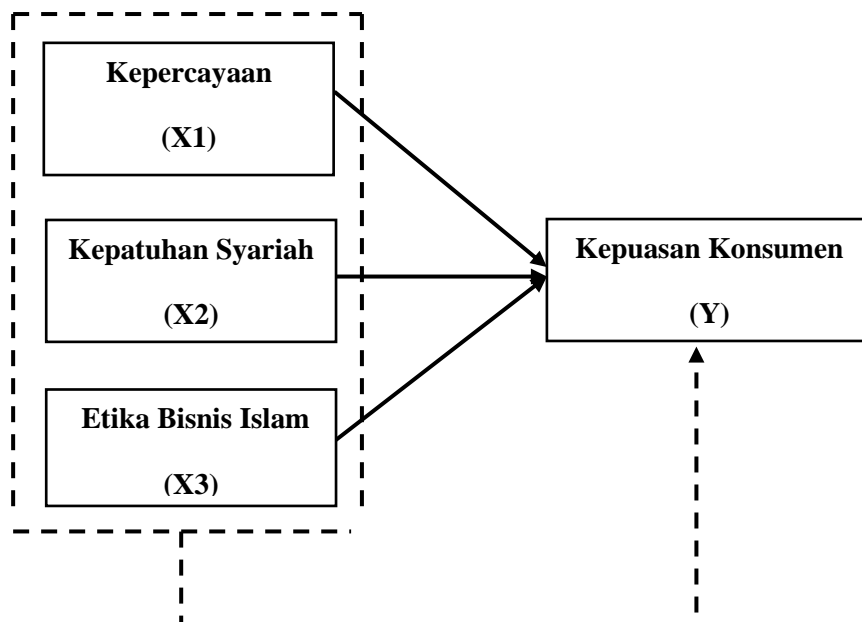 Kepercayaan
(X1)
Kepatuhan Syariah
(X2)
Etika Bisnis Islam
(X3)
Kepuasan Konsumen
(Y)